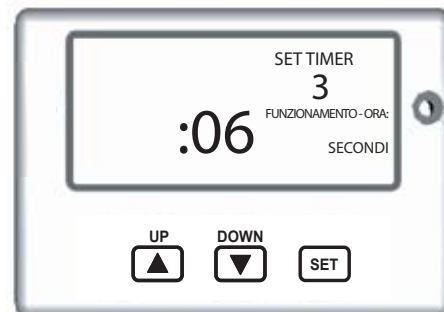 SET TIMER
3
FUNZIONAMENTO - ORA:
:06
SECONDI
UP DOWN
SET